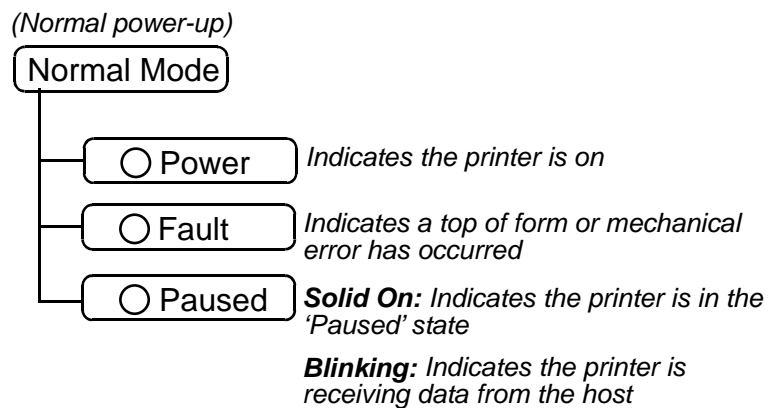 (Normal power-up)
Normal Mode
Power
Indicates the printer is on
Fault
Indicates a top of form or mechanical
error has occurred
Paused
Solid On: Indicates the printer is in the
‘Paused’ state
Blinking: Indicates the printer is
receiving data from the host